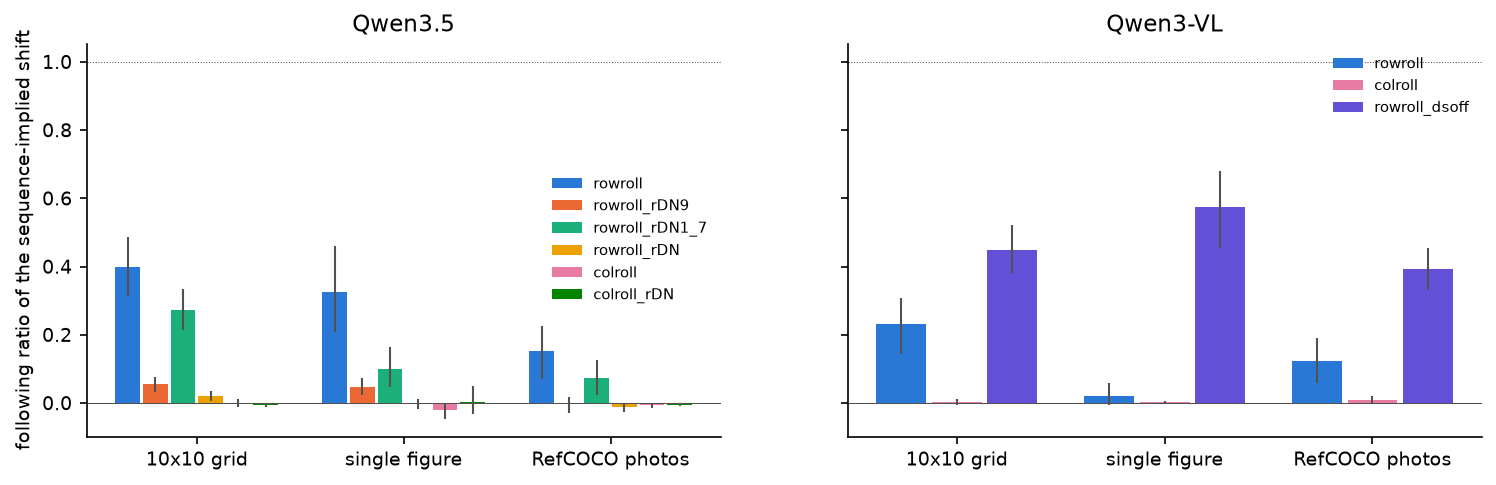 Qwen3.5
following ratio of the sequence-implied shift
1.0
0.8
0.6
0.4
0.2
0.0
rowroll
rowroll_rDN9
rowroll_rDN1_7
rowroll_rDN
colroll
colroll_rDN
10x10 grid
single figure
RefCOCO photos
Qwen3-VL
rowroll
colroll
rowroll_dsoff
10x10 grid
single figure
RefCOCO photos